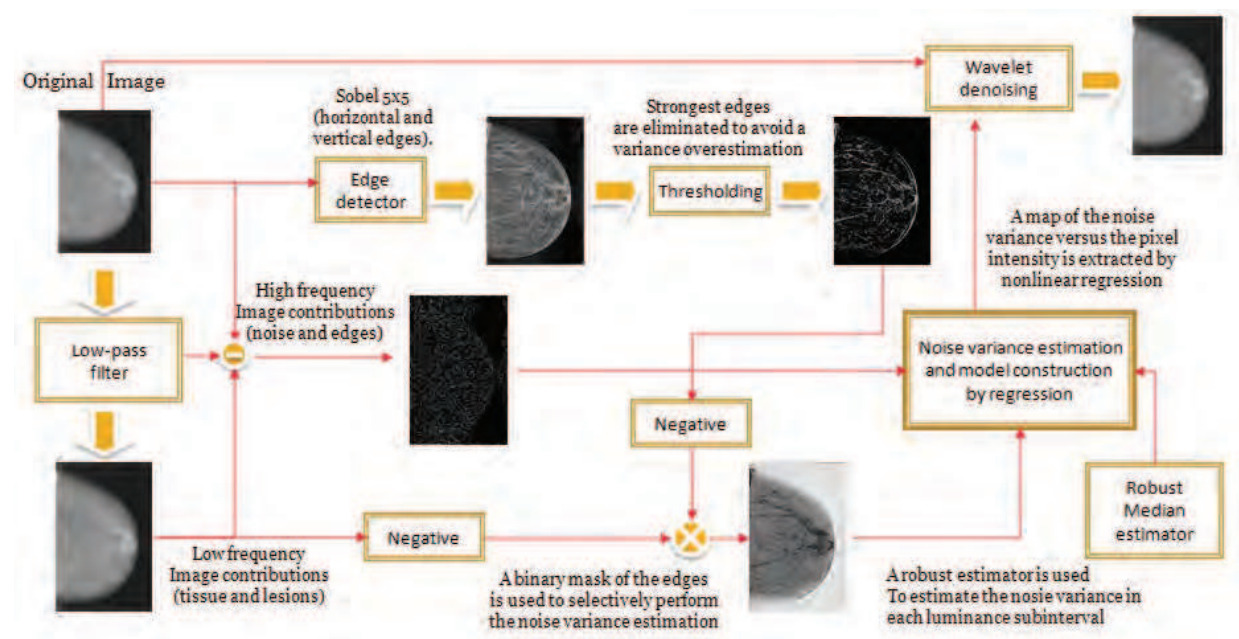 Original Image
Sobel 5x5
(horizontal and
vertical edges).
Edge
detector
Strongest edges
are eliminated to avoid a
variance overestimation
Thresholding
Wavelet
denoising
A map of the noise
variance versus the pixel
intensity is extracted by
nonlinear regression
High frequency
Image contributions
(noise and edges)
Low-pass
filter
Noise variance estimation
and model construction
by regression
Negative
Robust
Median
estimator
Negative
Low frequency
Image contributions
(tissue and lesions)
A binary mask of the edges
is used to selectively perform
the noise variance estimation
A robust estimator is used
To estimate the nosie variance in
each luminance subinterval